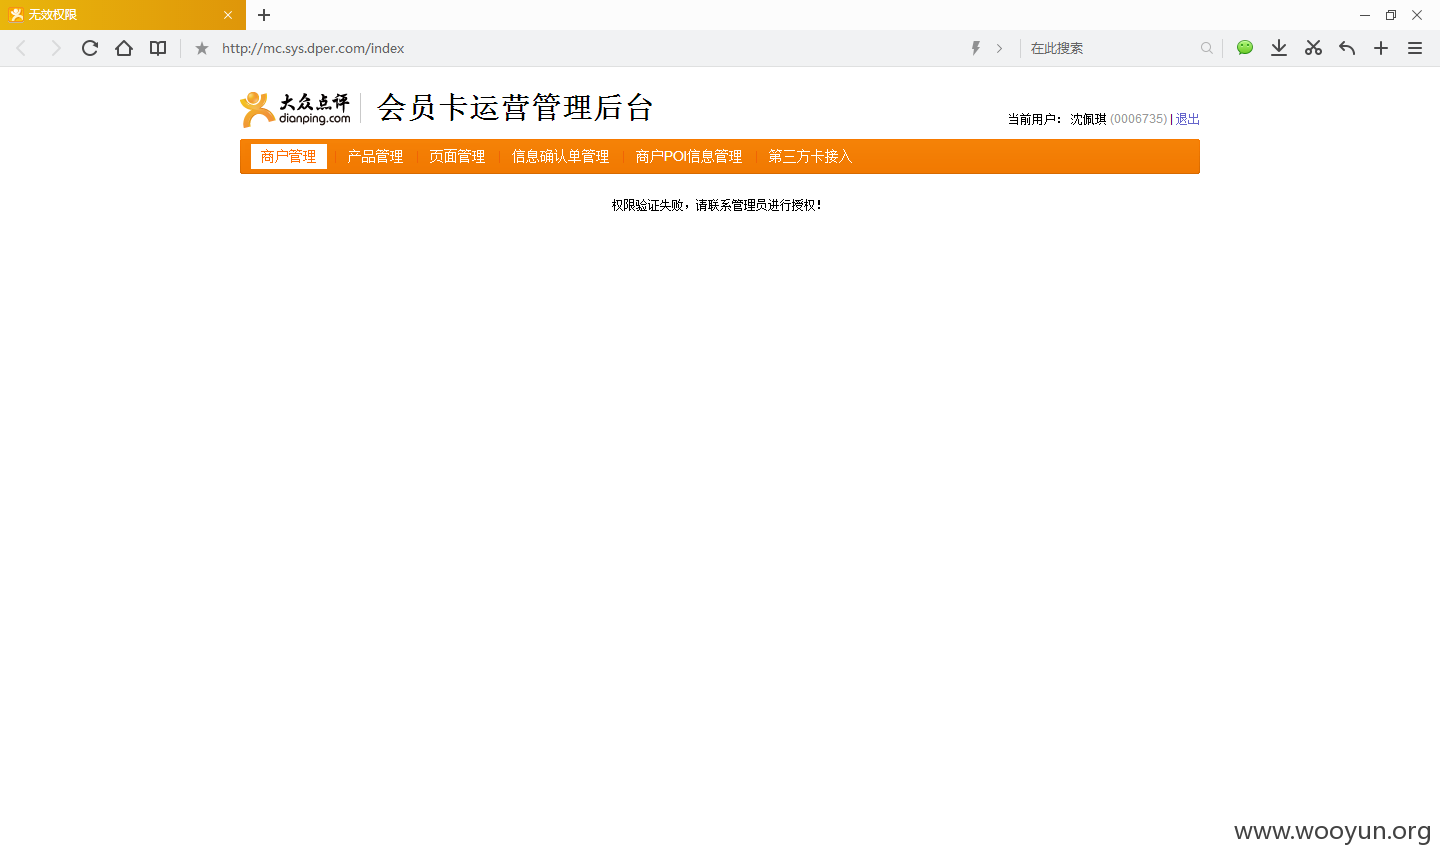 无效权限
http://mc.sys.dper.com/index
在此搜索
大众点评
dianping.com
会员卡运营管理后台
当前用户： 沈佩琪 (0006735) | 退出
商户管理 产品管理 页面管理 信息确认单管理 商户POI信息管理 第三方卡接入
权限验证失败，请联系管理员进行授权！
www.wooyun.org